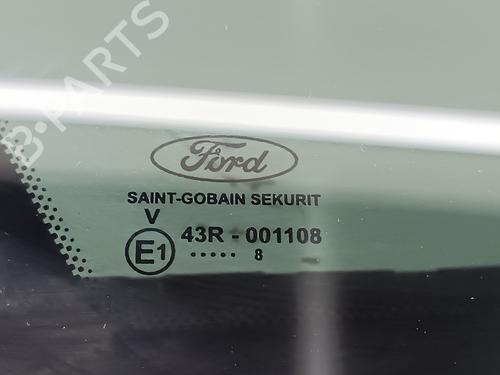 B-PARTS
Ford
SAINT-GOBAIN SEKURIT
V
E1 43R - 001108
..... 8